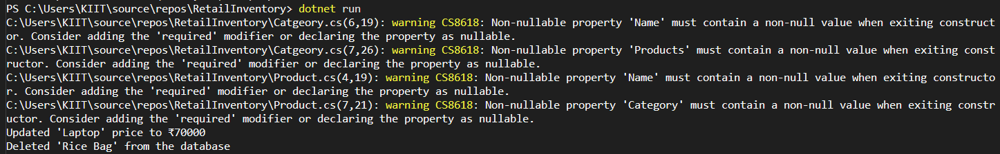 PS C:\Users\KIIT\source\repos\RetailInventory> dotnet run
C:\Users\KIIT\source\repos\RetailInventory\Catgeory.cs(6,19): warning CS8618: Non-nullable property 'Name' must contain a non-null value when exiting construct
or. Consider adding the 'required' modifier or declaring the property as nullable.
C:\Users\KIIT\source\repos\RetailInventory\Catgeory.cs(7,26): warning CS8618: Non-nullable property 'Products' must contain a non-null value when exiting const
ructor. Consider adding the 'required' modifier or declaring the property as nullable.
C:\Users\KIIT\source\repos\RetailInventory\Product.cs(4,19): warning CS8618: Non-nullable property 'Name' must contain a non-null value when exiting constructo
r. Consider adding the 'required' modifier or declaring the property as nullable.
C:\Users\KIIT\source\repos\RetailInventory\Product.cs(7,21): warning CS8618: Non-nullable property 'Category' must contain a non-null value when exiting constr
uctor. Consider adding the 'required' modifier or declaring the property as nullable.
Updated 'Laptop' price to ₹70000
Deleted 'Rice Bag' from the database